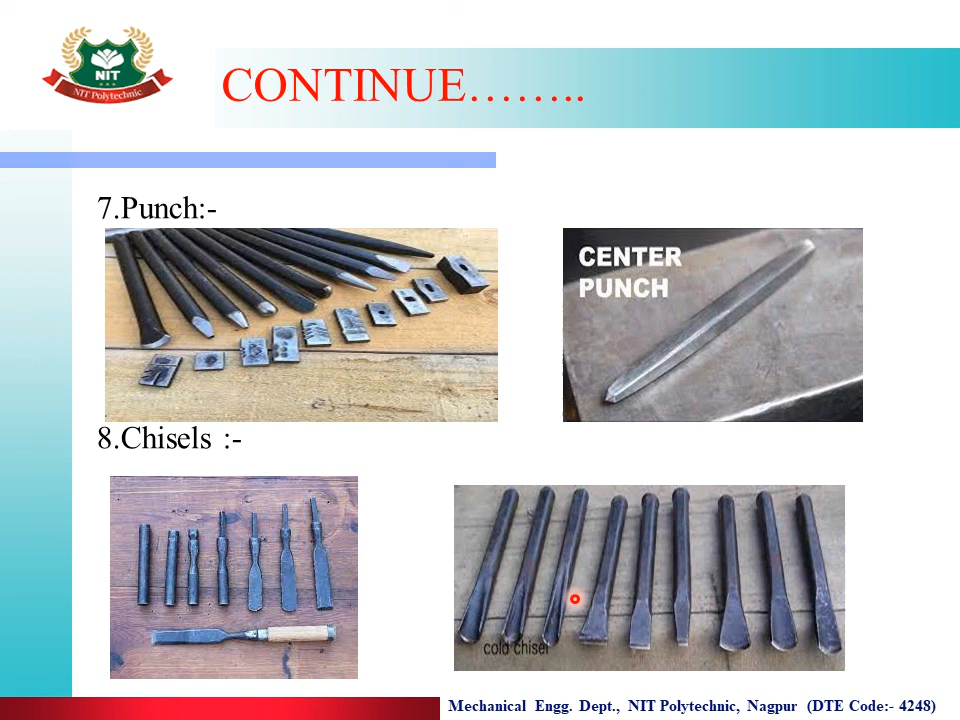 NIT
NIT Polytechnic
CONTINUE……..
7.Punch:-
CENTER
PUNCH
8.Chisels :-
cold chisel
Mechanical Engg. Dept., NIT Polytechnic, Nagpur (DTE Code:- 4248)